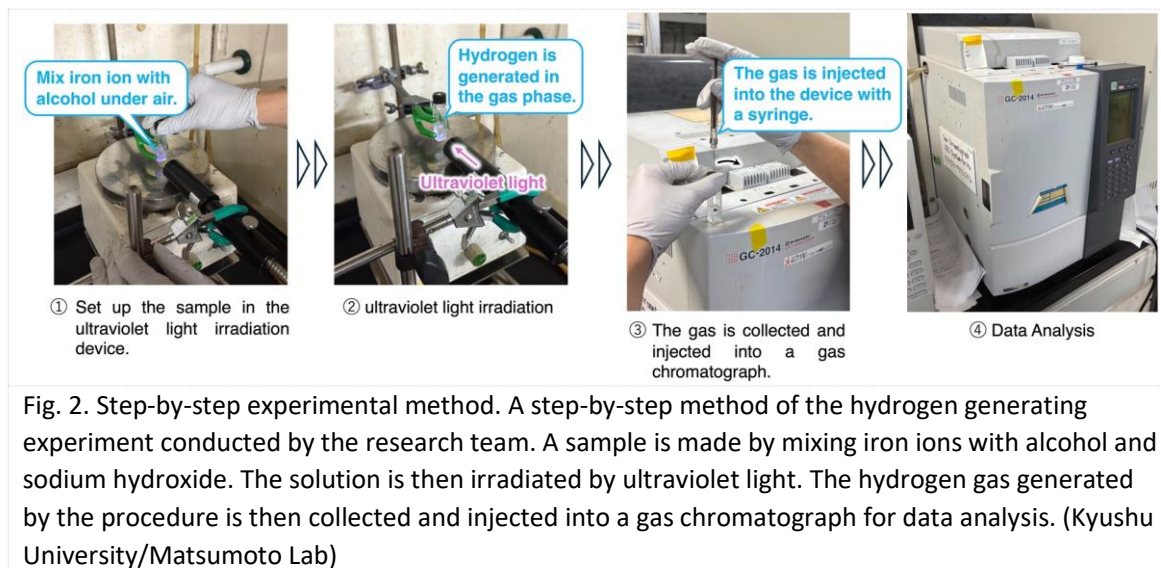 Mix iron ion with
alcohol under air.
Hydrogen is
generated in
the gas phase.
Ultraviolet light
The gas is injected
into the device with
a syringe.
GC-2014
GC-2014
① Set up the sample in the
ultraviolet light irradiation
device.
② ultraviolet light irradiation
③ The gas is collected and
injected into a gas
chromatograph.
④ Data Analysis
Fig. 2. Step-by-step experimental method. A step-by-step method of the hydrogen generating
experiment conducted by the research team. A sample is made by mixing iron ions with alcohol and
sodium hydroxide. The solution is then irradiated by ultraviolet light. The hydrogen gas generated
by the procedure is then collected and injected into a gas chromatograph for data analysis. (Kyushu
University/Matsumoto Lab)